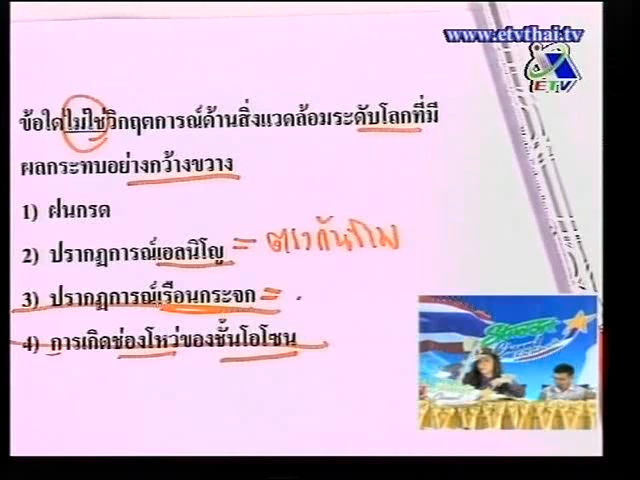 www.etvthai.tv
ETV
ข้อใดไม่ใช่วิกฤตการณ์ด้านสิ่งแวดล้อมระดับโลกที่มี
ผลกระทบอย่างกว้างขวาง
1) ฝนกรด
2) ปรากฏการณ์เอลนิโญ =
3) ปรากฏการณ์เรือนกระจก =
4) การเกิดช่องโหว่ของชั้นโอโซน